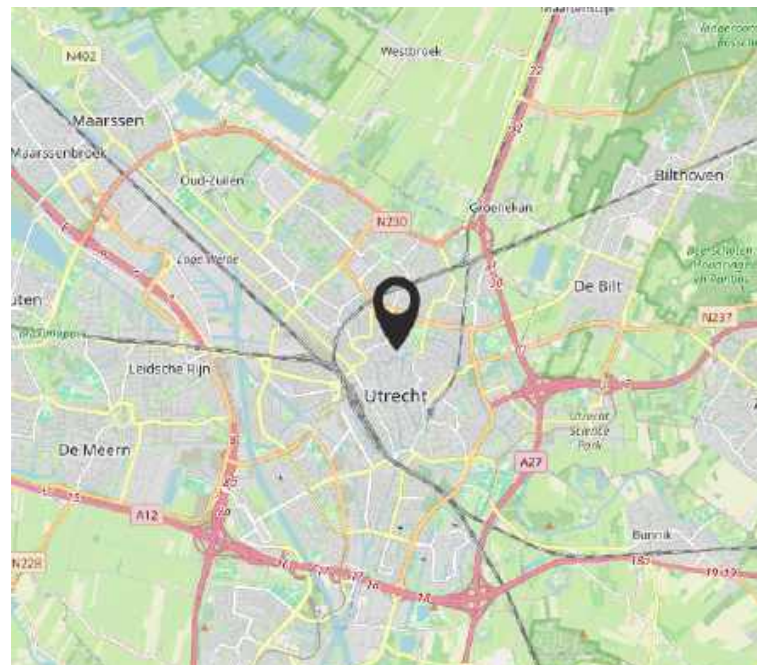 Westbroek
N402
Maarssen
Maarssenbroek
Oud-Zuilen
Bilthoven
Groenekan
N230
Lage Weide
De Bilt
N237
Leidsche Rijn
Utrecht
Utrecht
Science
Park
De Meern
A27
A12
Bunnik
N228